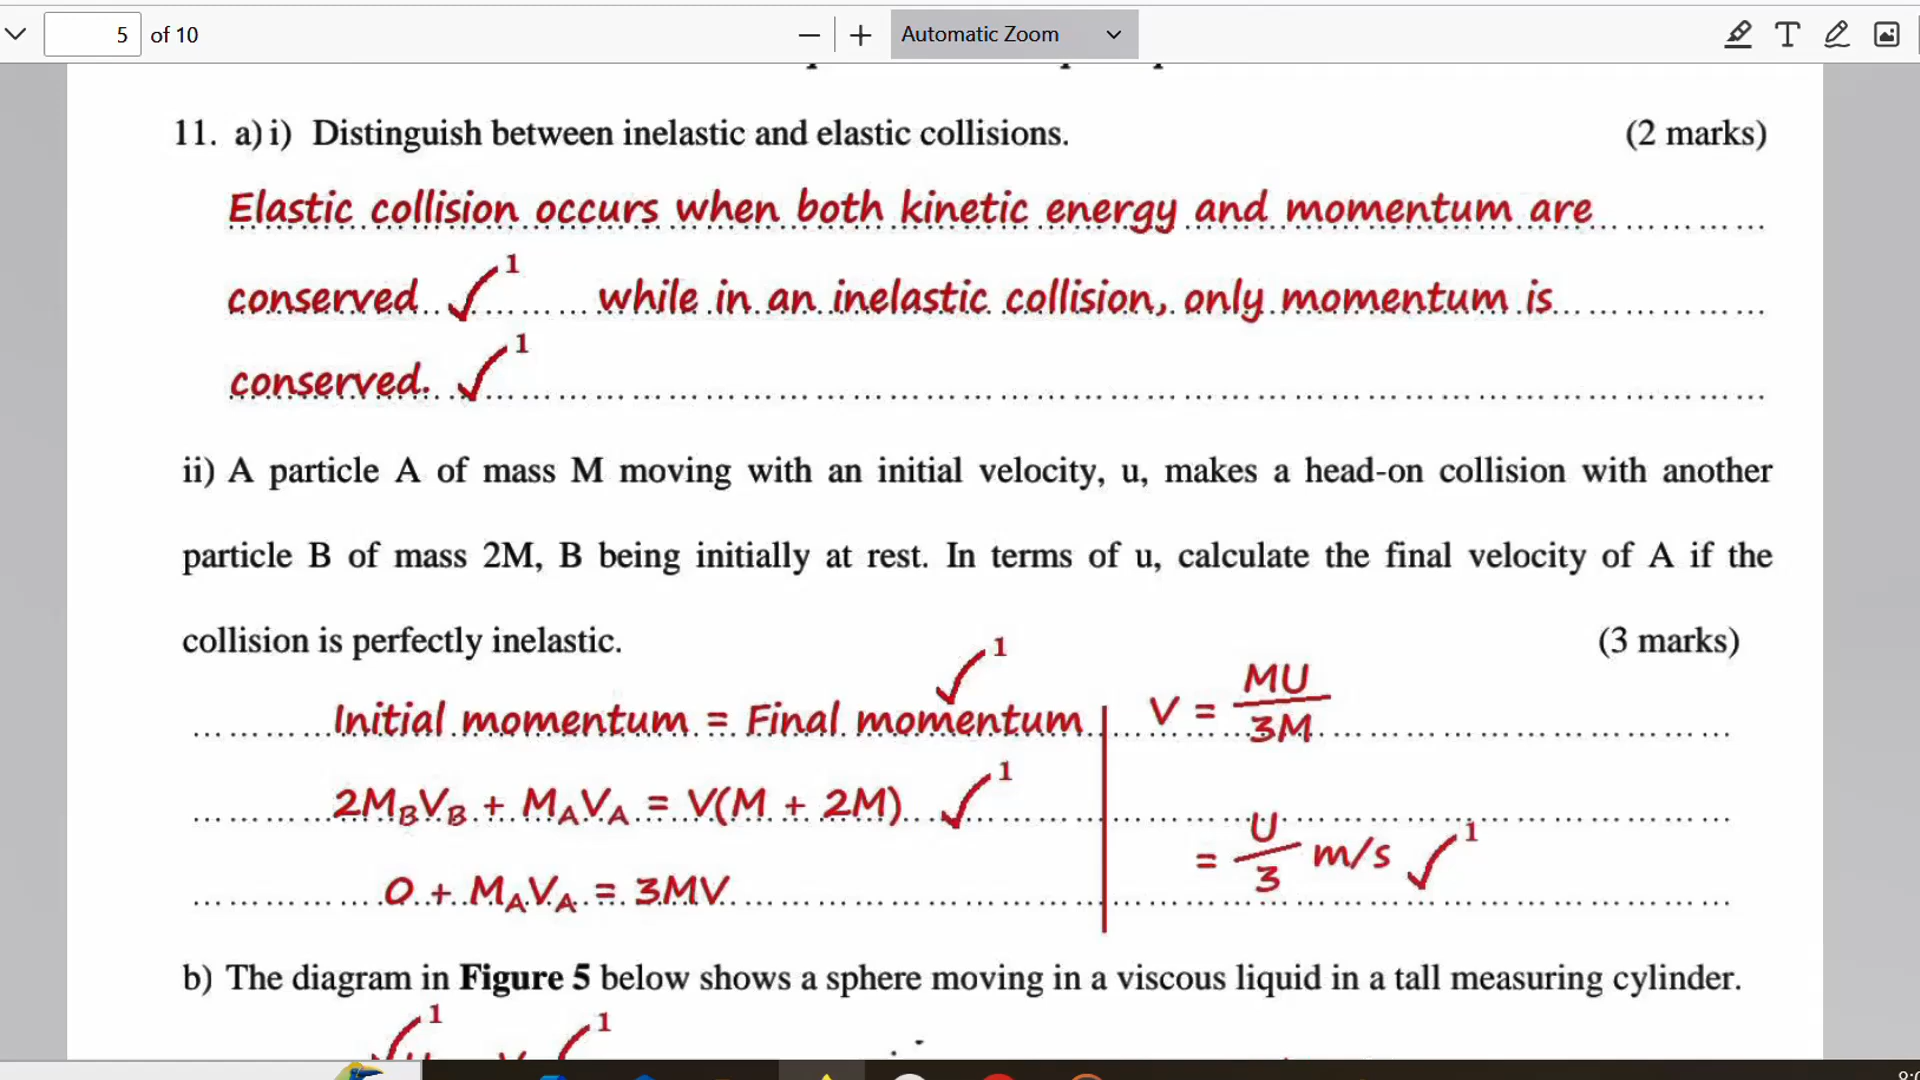 5 of 10
Automatic Zoom
11. a) i) Distinguish between inelastic and elastic collisions. (2 marks)
Elastic collision occurs when both kinetic energy and momentum are
conserved ✓1 while in an inelastic collision, only momentum is
conserved. ✓1
ii) A particle A of mass M moving with an initial velocity, u, makes a head-on collision with another
particle B of mass 2M, B being initially at rest. In terms of u, calculate the final velocity of A if the
collision is perfectly inelastic. (3 marks)
Initial momentum = Final momentum ✓1
2M_BV_B + M_AV_A = V(M + 2M) ✓1
0 + M_AV_A = 3MV
V = MU/3M
= U/3 m/s ✓1
b) The diagram in Figure 5 below shows a sphere moving in a viscous liquid in a tall measuring cylinder.
✓1 ✓1